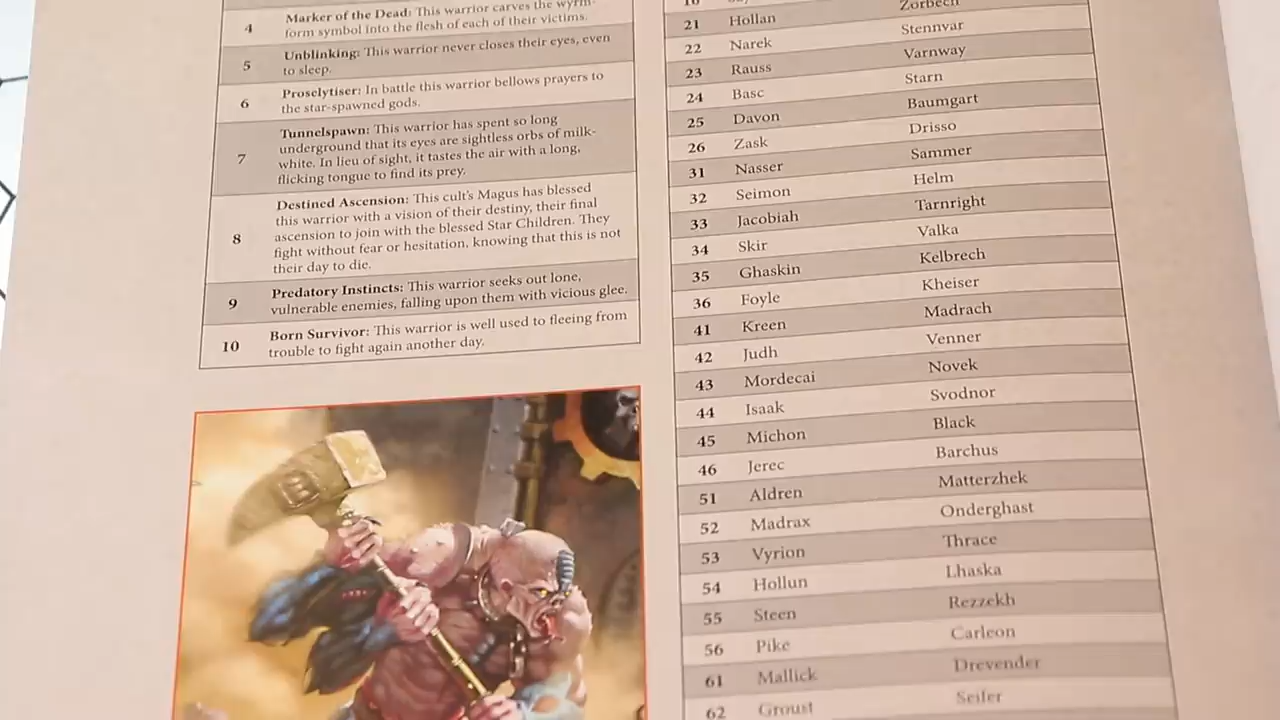 4 Marker of the Dead: This warrior carves the wyrm-
form symbol into the flesh of each of their victims.
5 Unblinking: This warrior never closes their eyes, even
to sleep.
6 Proselytiser: In battle this warrior bellows prayers to
the star-spawned gods.
7 Tunnelspawn: This warrior has spent so long
underground that its eyes are sightless orbs of milk-
white. In lieu of sight, it tastes the air with a long,
flicking tongue to find its prey.
8 Destined Ascension: This cult's Magus has blessed
this warrior with a vision of their destiny, their final
ascension to join with the blessed Star Children. They
fight without fear or hesitation, knowing that this is not
their day to die.
9 Predatory Instincts: This warrior seeks out lone,
vulnerable enemies, falling upon them with vicious glee.
10 Born Survivor: This warrior is well used to fleeing from
trouble to fight again another day.
21 Hollan Zorbech
22 Narek Stennvar
23 Rauss Varnway
24 Basc Starn
25 Davon Baumgart
26 Zask Drisso
31 Nasser Sammer
32 Seimon Helm
33 Jacobiah Tarnright
34 Skir Valka
35 Ghaskin Kelbrech
36 Foyle Kheiser
41 Kreen Madrach
42 Judh Venner
43 Mordecai Novek
44 Isaak Svodnor
45 Michon Black
46 Jerec Barchus
51 Aldren Matterzhek
52 Madrax Onderghast
53 Vyrion Thrace
54 Hollun Lhaska
55 Steen Rezzekh
56 Pike Carleon
61 Mallick Drevender
62 Groust Seifer